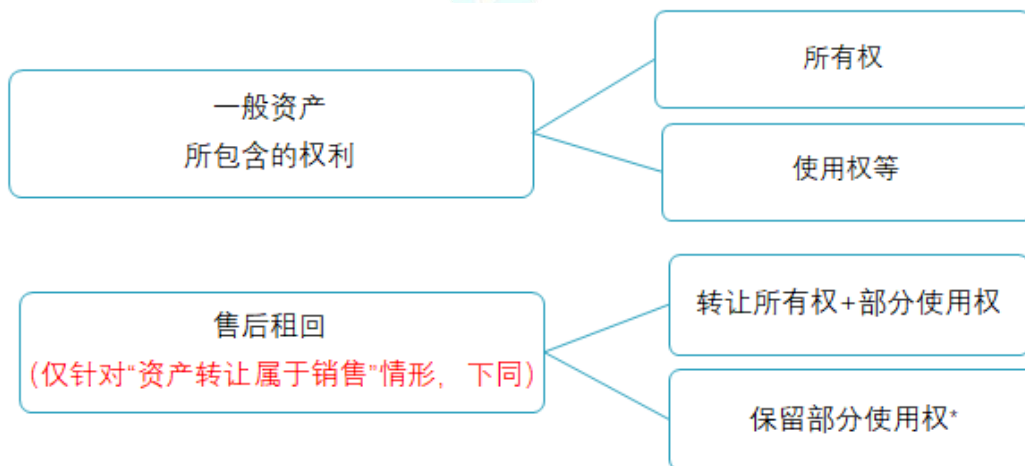 一般资产
所包含的权利
所有权
使用权等
售后租回
(仅针对“资产转让属于销售”情形，下同)
转让所有权+部分使用权
保留部分使用权*